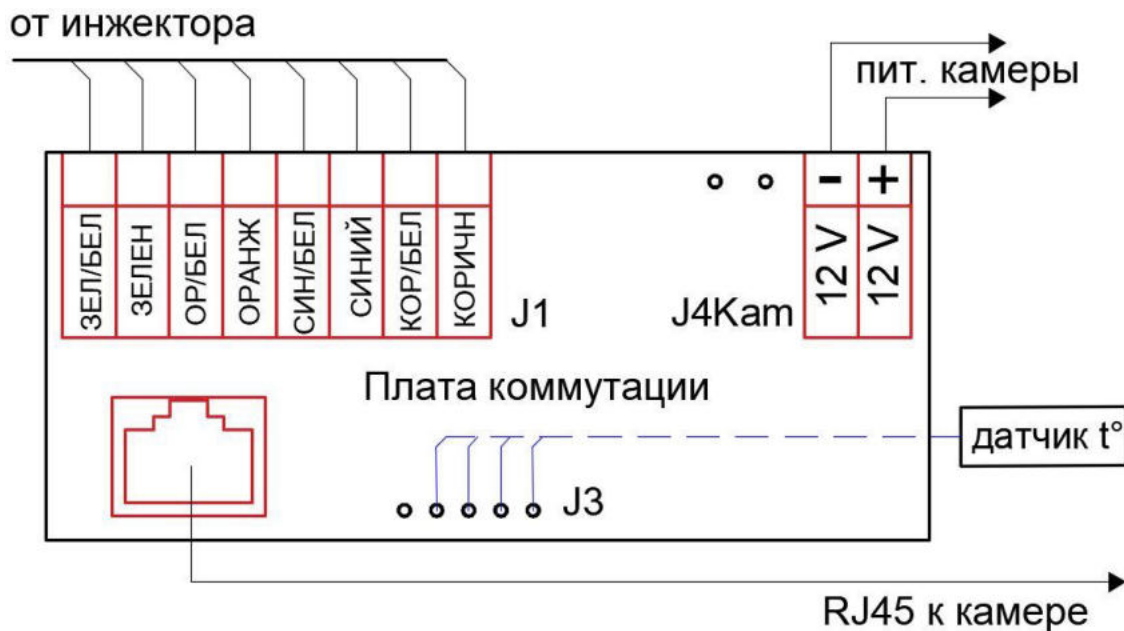 от инжектора
пит. камеры
ЗЕЛ/БЕЛ
ЗЕЛЕН
ОР/БЕЛ
ОРАНЖ
СИН/БЕЛ
СИНИЙ
КОР/БЕЛ
КОРИЧН
J1
J4Kam
- 12 V
+ 12 V
Плата коммутации
датчик t°
J3
RJ45 к камере